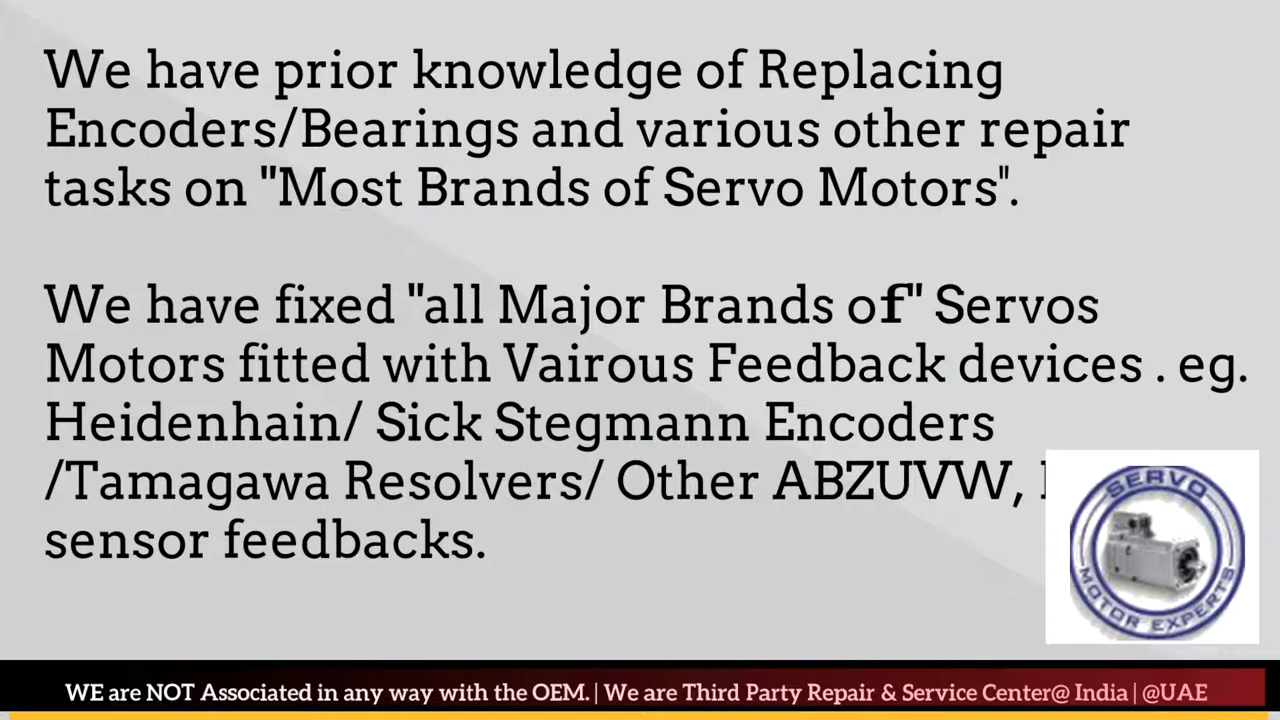 We have prior knowledge of Replacing
Encoders/Bearings and various other repair
tasks on "Most Brands of Servo Motors".
We have fixed "all Major Brands of" Servos
Motors fitted with Vairous Feedback devices . eg.
Heidenhain/ Sick Stegmann Encoders
/Tamagawa Resolvers/ Other ABZUVW,
sensor feedbacks.
SERVO
MOTOR EXPERTS
WE are NOT Associated in any way with the OEM. | We are Third Party Repair & Service Center@ India | @UAE